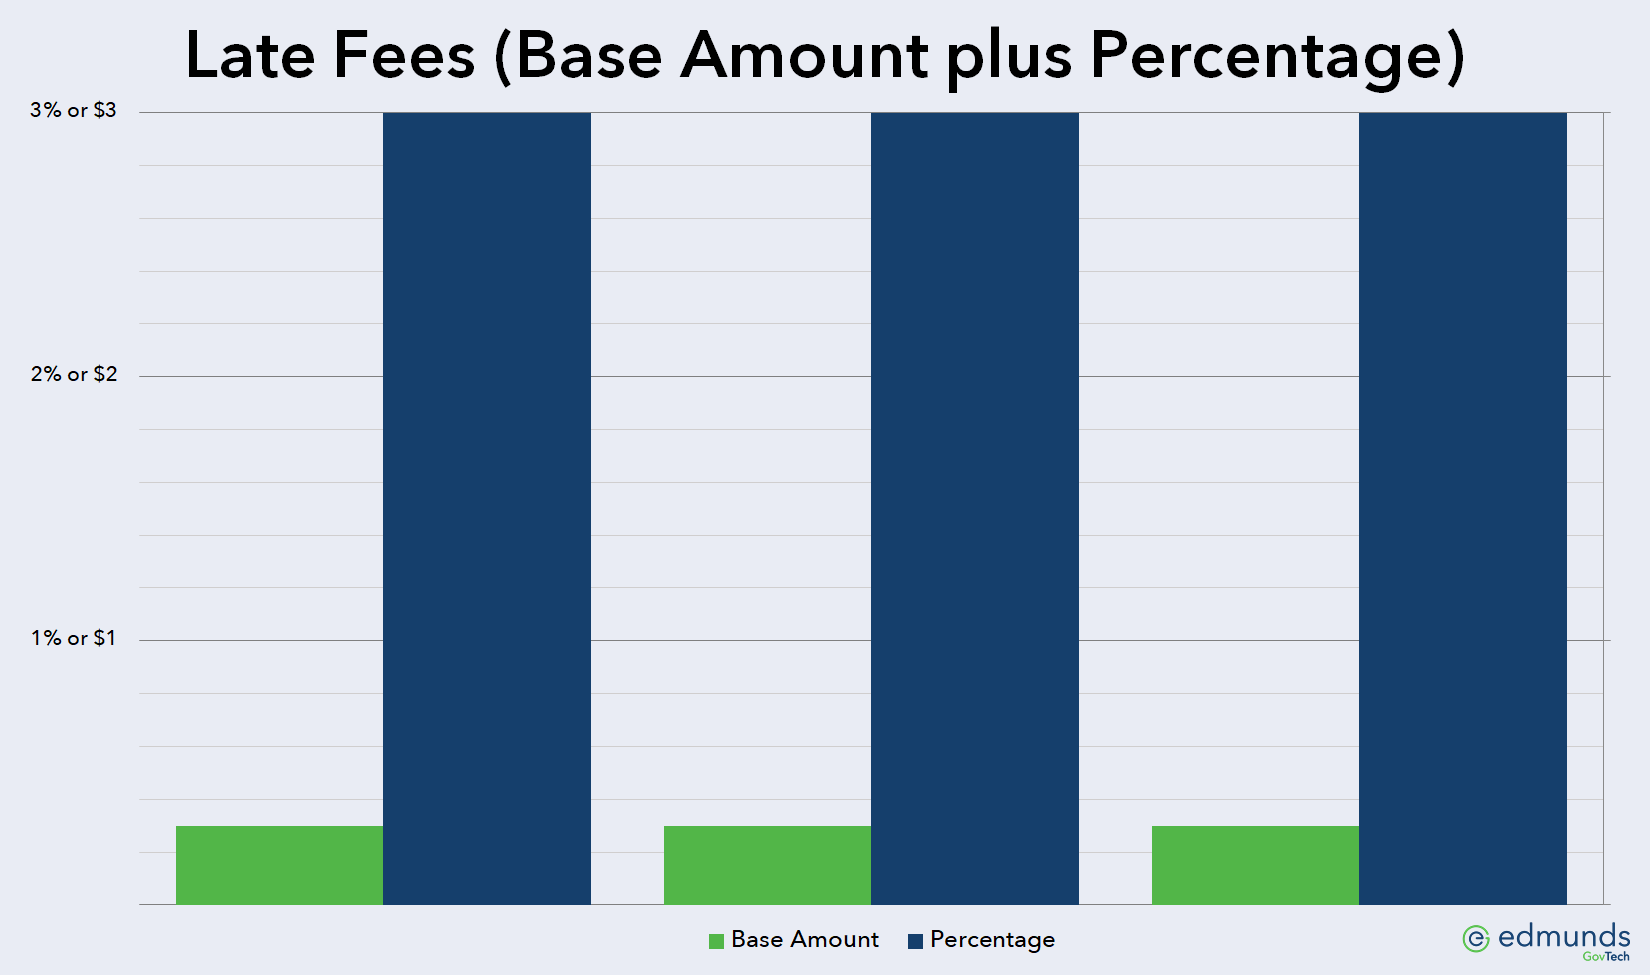 Late Fees (Base Amount plus Percentage)
3% or $3
2% or $2
1% or $1
Base Amount
Percentage
edmunds
GovTech